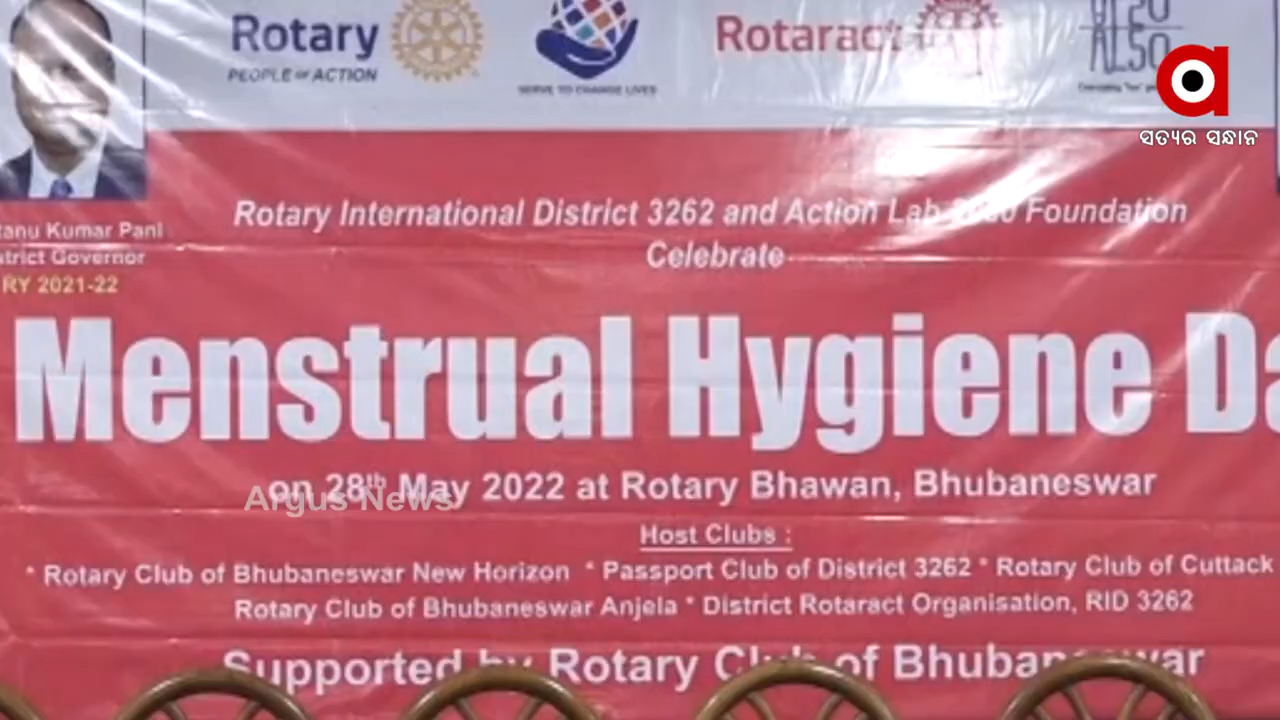 Rotary
PEOPLE OF ACTION
SERVE TO CHANGE LIVES
Rotaract
ସତ୍ୟର ସନ୍ଧାନ
Rotary International District 3262 and Action Lab Foundation
Celebrate
tanu Kumar Pani
strict Governor
RY 2021-22
Menstrual Hygiene Da
on 28th May 2022 at Rotary Bhawan, Bhubaneswar
Argus News
Host Clubs :
* Rotary Club of Bhubaneswar New Horizon * Passport Club of District 3262 * Rotary Club of Cuttack
Rotary Club of Bhubaneswar Anjela * District Rotaract Organisation, RID 3262
Supported by Rotary Club of Bhubaneswar